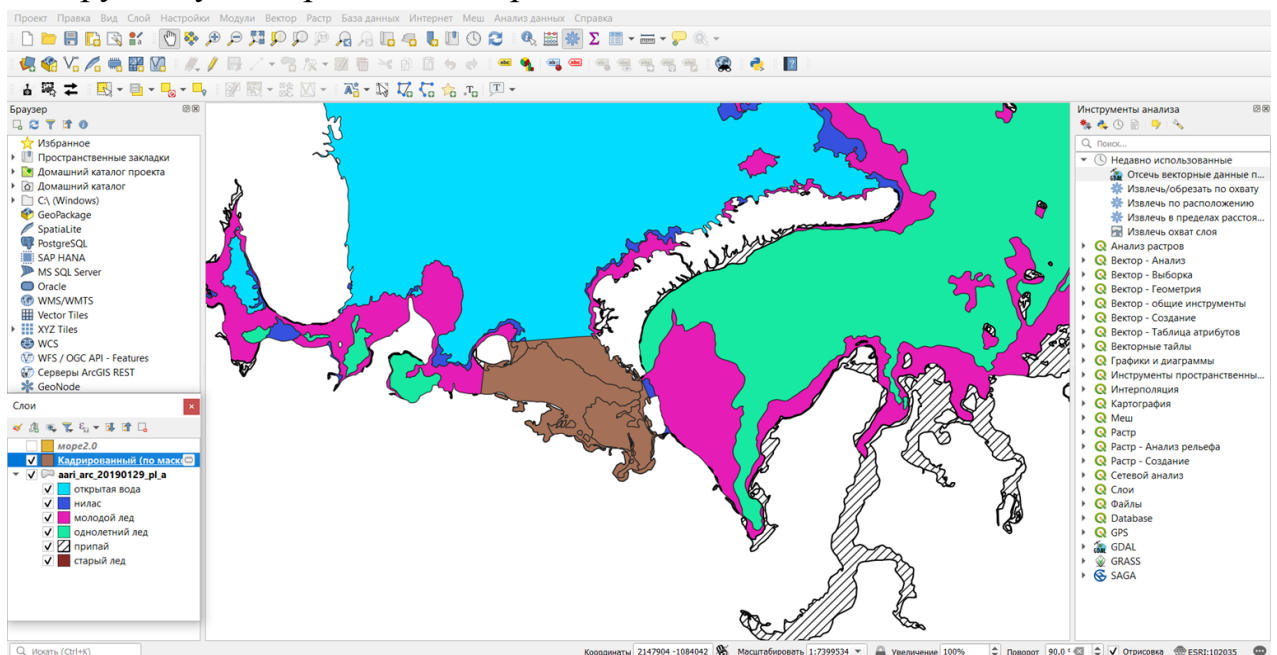 Проект Правка Вид Слой Настройки Модули Вектор Растр База данных Интернет Меш Анализ данных Справка
Браузер
Избранное
Пространственные закладки
Домашний каталог проекта
Домашний каталог
C:\ (Windows)
GeoPackage
SpatiaLite
PostgreSQL
SAP HANA
MS SQL Server
Oracle
WMS/WMTS
Vector Tiles
XYZ Tiles
WCS
WFS / OGC API - Features
Серверы ArcGIS REST
GeoNode
Слои
море2.0
Кадрированный (по маске
aari_arc_20190129_pl_a
открытая вода
нилас
молодой лед
однолетний лед
припай
старый лед
Инструменты анализа
Поиск...
Недавно использованные
Отсечь векторные данные п...
Извлечь/обрезать по охвату
Извлечь по расположению
Извлечь в пределах расстоя...
Извлечь охват слоя
Анализ растров
Вектор - Анализ
Вектор - Выборка
Вектор - Геометрия
Вектор - общие инструменты
Вектор - Создание
Вектор - Таблица атрибутов
Векторные тайлы
Графики и диаграммы
Инструменты пространственны...
Интерполяция
Картография
Меш
Растр
Растр - Анализ рельефа
Растр - Создание
Сетевой анализ
Слои
Файлы
Database
GPS
GDAL
GRASS
SAGA
Искать (Ctrl+K) Координаты 2147904 -1084042 Масштабировать 1:7399534 Увеличение 100% Поворот 90,0 ° Отрисовка ESRI:102035